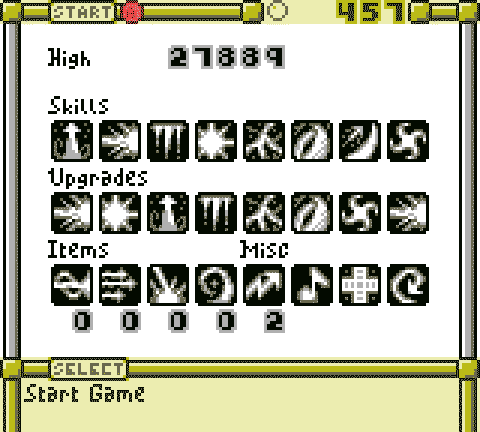 START 457
High 27889
Skills
Upgrades
Items Misc
0 0 0 0 2
SELECT
Start Game